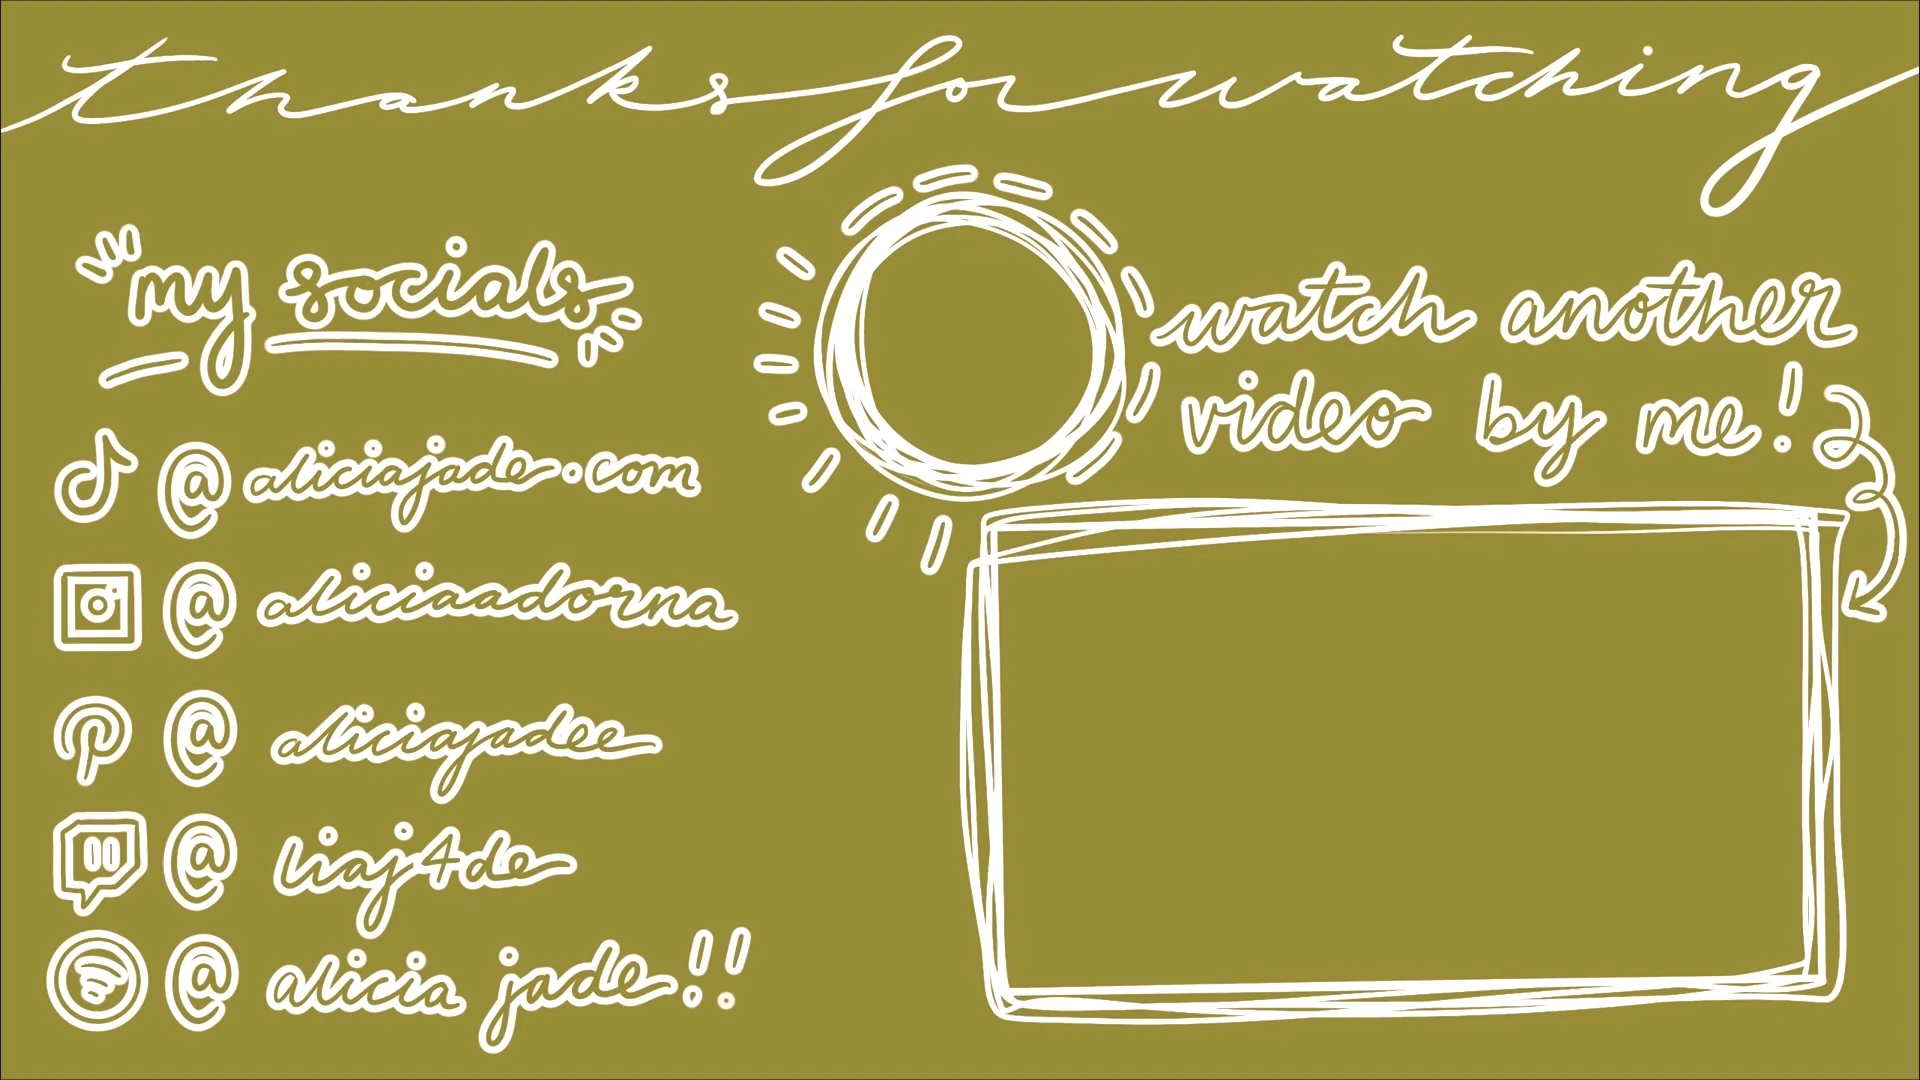 thanks for watching
my socials
@aliciajade.com
@aliciaadorna
@aliciajadee
@liaj4de
@alicia jade!!
watch another
video by me!